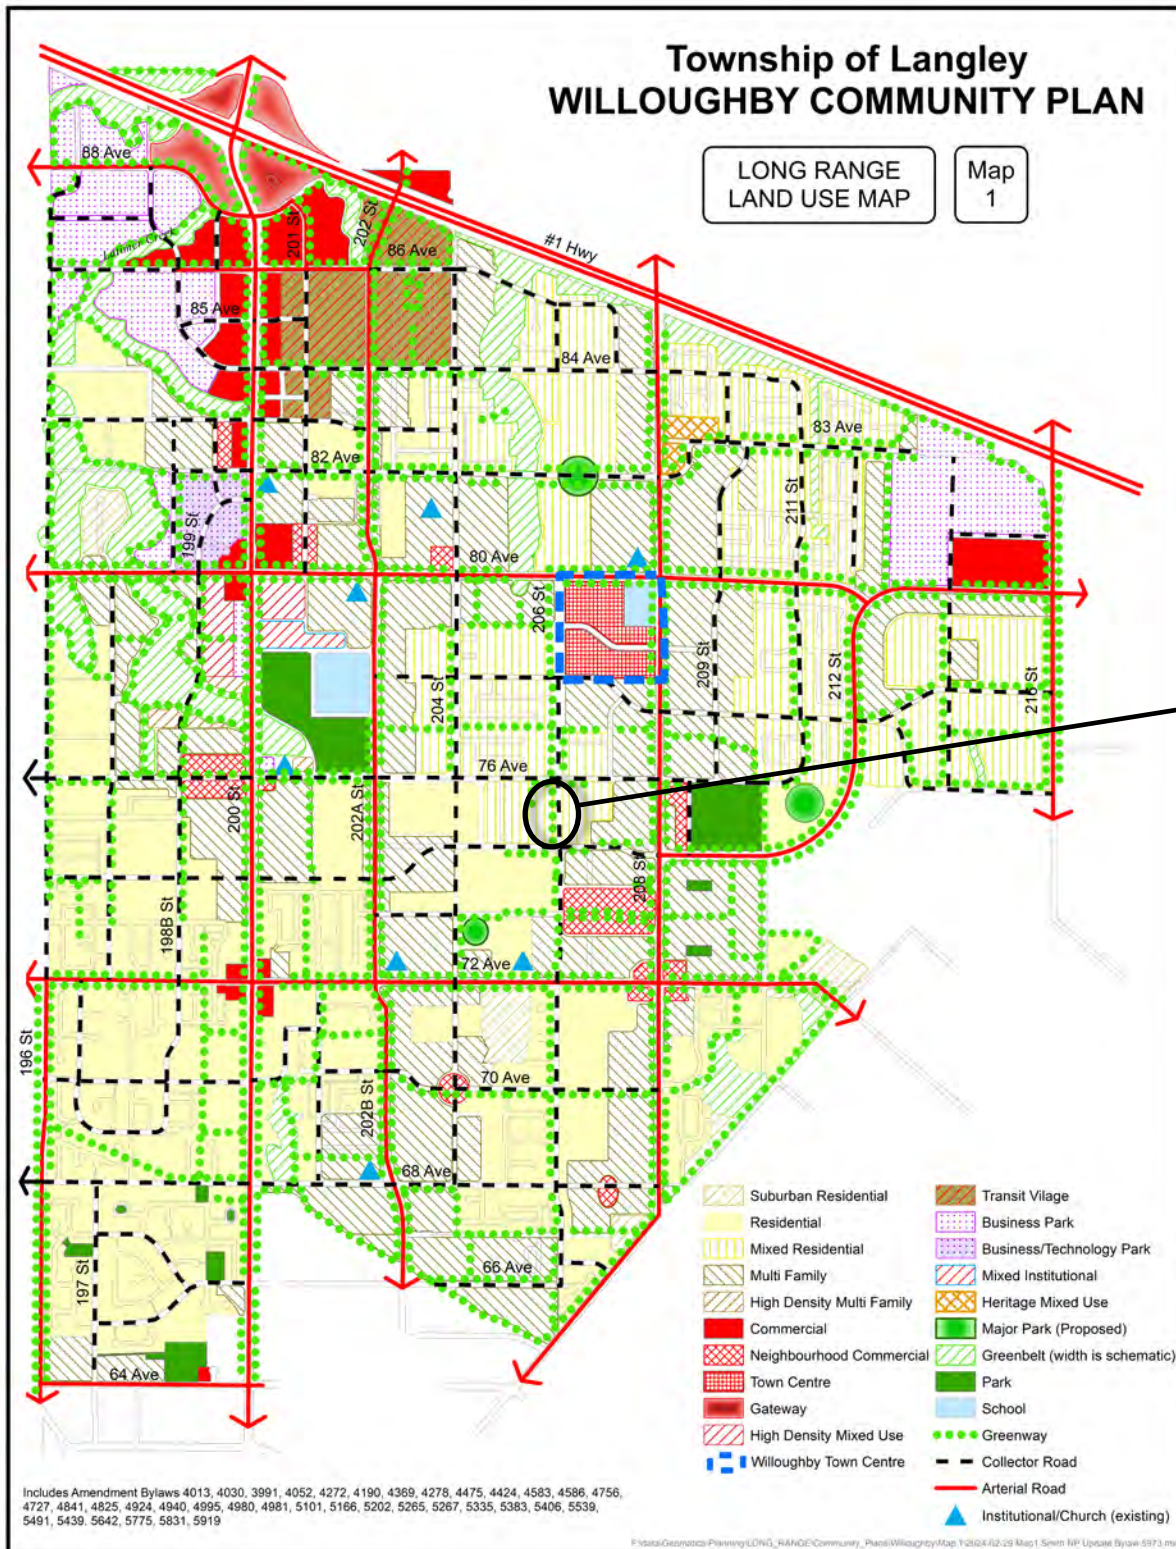 Township of Langley
WILLOUGHBY COMMUNITY PLAN
LONG RANGE
LAND USE MAP
Map
1
#1 Hwy
88 Ave
201 St
202 St
86 Ave
Latimer Creek
85 Ave
84 Ave
83 Ave
82 Ave
211 St
199 St
80 Ave
206 St
209 St
212 St
216 St
204 St
76 Ave
200 St
202A St
208 St
198B St
72 Ave
196 St
70 Ave
202B St
68 Ave
66 Ave
197 St
64 Ave
Suburban Residential
Residential
Mixed Residential
Multi Family
High Density Multi Family
Commercial
Neighbourhood Commercial
Town Centre
Gateway
High Density Mixed Use
Willoughby Town Centre
Transit Vilage
Business Park
Business/Technology Park
Mixed Institutional
Heritage Mixed Use
Major Park (Proposed)
Greenbelt (width is schematic)
Park
School
Greenway
Collector Road
Arterial Road
Institutional/Church (existing)
Includes Amendment Bylaws 4013, 4030, 3991, 4052, 4272, 4190, 4369, 4278, 4475, 4424, 4583, 4586, 4756,
4727, 4841, 4825, 4924, 4940, 4995, 4980, 4981, 5101, 5166, 5202, 5265, 5267, 5335, 5383, 5406, 5539,
5491, 5439. 5642, 5775, 5831, 5919